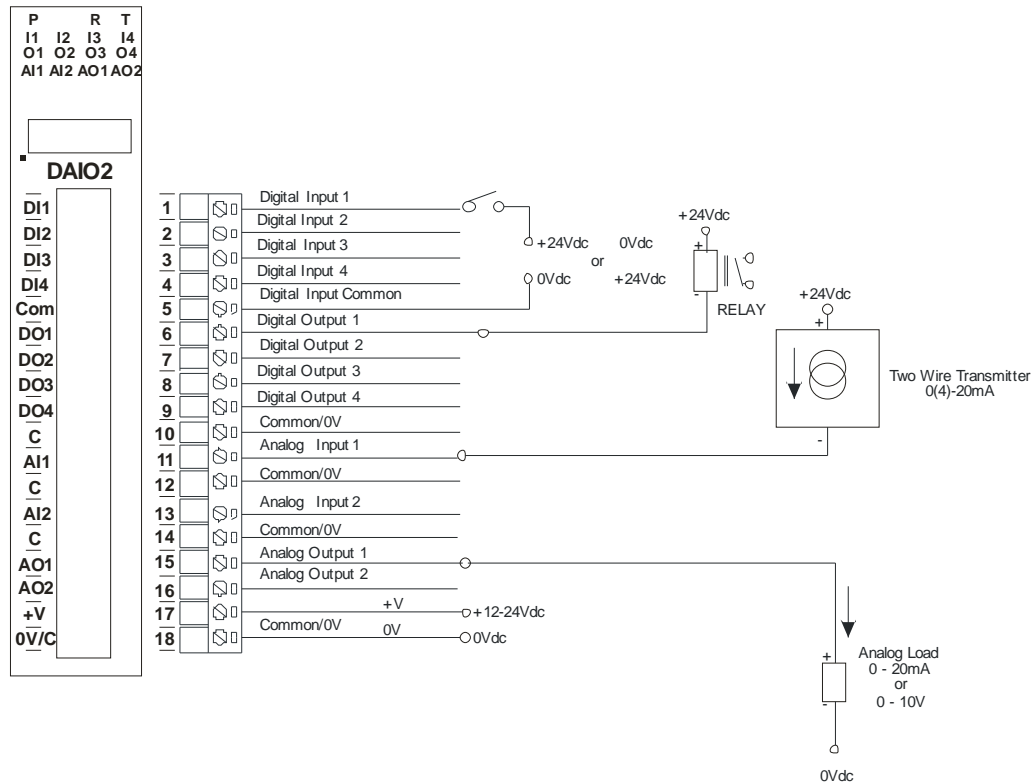 P R T
I1 I2 I3 I4
O1 O2 O3 O4
AI1 AI2 AO1 AO2
DAIO2
DI1
DI2
DI3
DI4
Com
DO1
DO2
DO3
DO4
C
AI1
C
AI2
C
AO1
AO2
+V
0V/C
1 Digital Input 1
2 Digital Input 2
3 Digital Input 3
4 Digital Input 4
5 Digital Input Common
6 Digital Output 1
7 Digital Output 2
8 Digital Output 3
9 Digital Output 4
10 Common/0V
11 Analog Input 1
12 Common/0V
13 Analog Input 2
14 Common/0V
15 Analog Output 1
16 Analog Output 2
17 +V +12-24Vdc
18 Common/0V 0V 0Vdc
+24Vdc 0Vdc
or
0Vdc +24Vdc
+24Vdc
+
-
RELAY
+24Vdc
+
-
Two Wire Transmitter
0(4)-20mA
Analog Load
0 - 20mA
or
0 - 10V
+
-
0Vdc